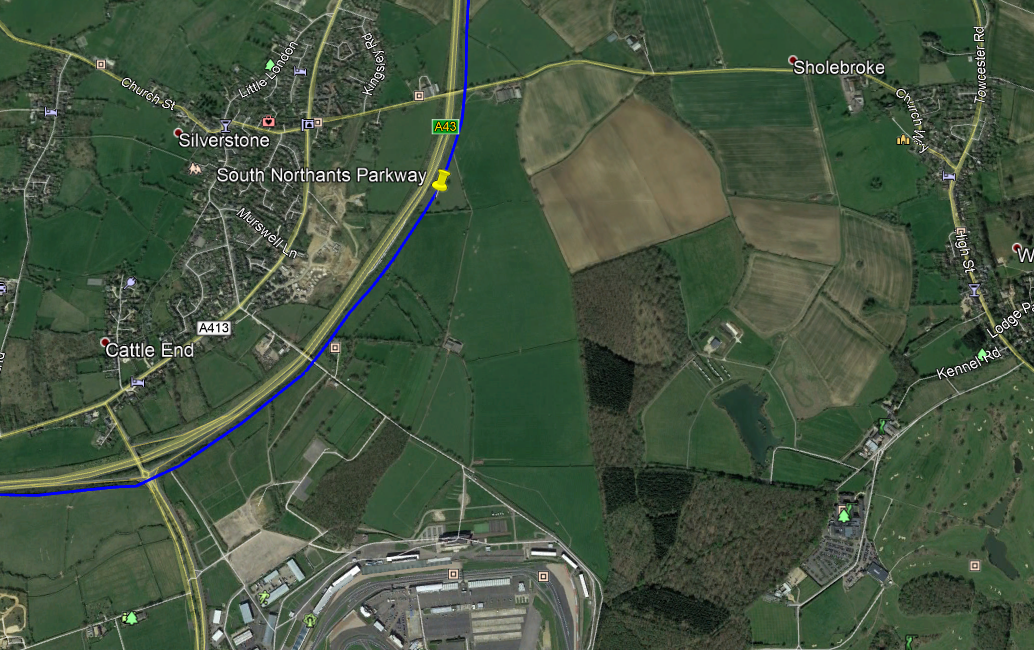 Little London
Kingsley Rd
Towcester Rd
Sholebroke
Church St
Church Wy
A43
Silverstone
South Northants Parkway
Murswell Ln
High St
W
A413
Lodge Pa
Cattle End
Kennel Rd
d